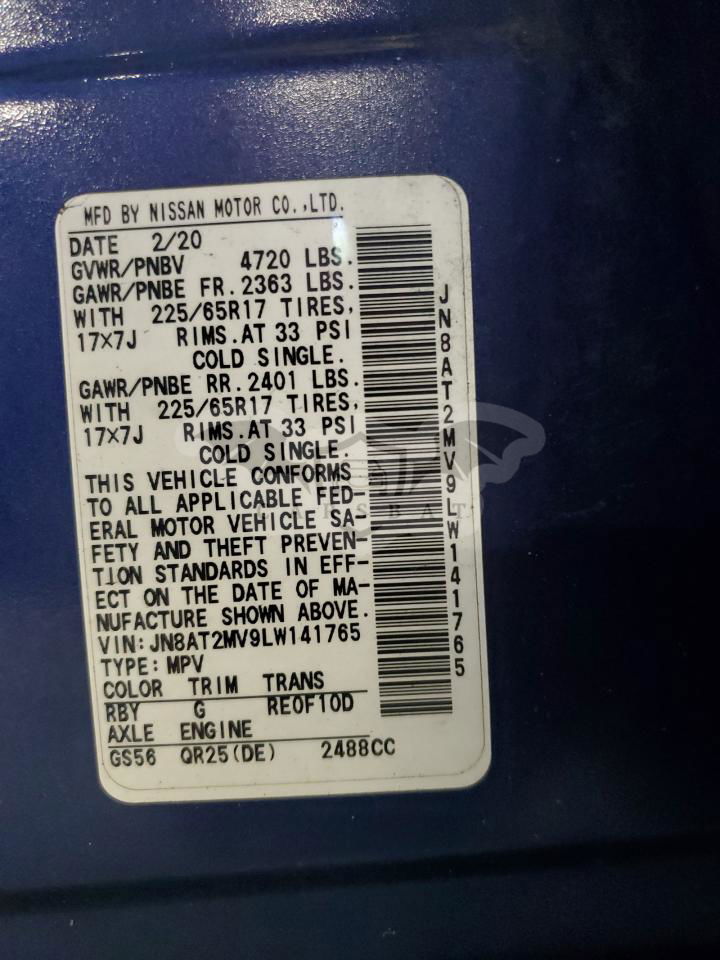 MFD BY NISSAN MOTOR CO.,LTD.
DATE 2/20
GVWR/PNBV 4720 LBS.
GAWR/PNBE FR.2363 LBS.
WITH 225/65R17 TIRES,
17×7J RIMS.AT 33 PSI
COLD SINGLE.
GAWR/PNBE RR.2401 LBS.
WITH 225/65R17 TIRES,
17×7J RIMS.AT 33 PSI
COLD SINGLE.
THIS VEHICLE CONFORMS
TO ALL APPLICABLE FED-
ERAL MOTOR VEHICLE SA-
FETY AND THEFT PREVEN-
TION STANDARDS IN EFF-
ECT ON THE DATE OF MA-
NUFACTURE SHOWN ABOVE.
VIN:JN8AT2MV9LW141765
TYPE:MPV
COLOR TRIM TRANS
RBY G RE0F10D
AXLE ENGINE
GS56 QR25(DE) 2488CC
JN8AT2MV9LW141765
CARSBAT